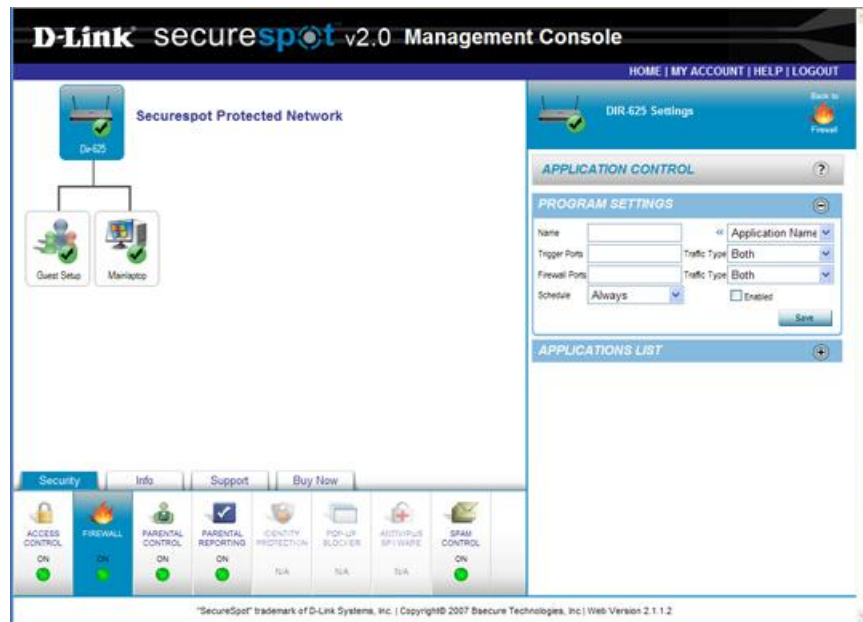 D-Link securespot v2.0 Management Console
HOME | MY ACCOUNT | HELP | LOGOUT
Dir-625
Securespot Protected Network
Guest Setup
Mainlaptop
DIR-625 Settings
Back to
Firewall
APPLICATION CONTROL
?
PROGRAM SETTINGS
Name « Application Name
Trigger Ports Traffic Type Both
Firewall Ports Traffic Type Both
Schedule Always Enabled
Save
APPLICATIONS LIST
Security Info Support Buy Now
ACCESS CONTROL
ON
FIREWALL
ON
PARENTAL CONTROL
ON
PARENTAL REPORTING
ON
IDENTITY PROTECTION
N/A
POP-UP BLOCKER
N/A
ANTIVIRUS SPYWARE
N/A
SPAM CONTROL
ON
"SecureSpot" trademark of D-Link Systems, Inc. | Copyright© 2007 Bsecure Technologies, Inc | Web Version 2.1.1.2